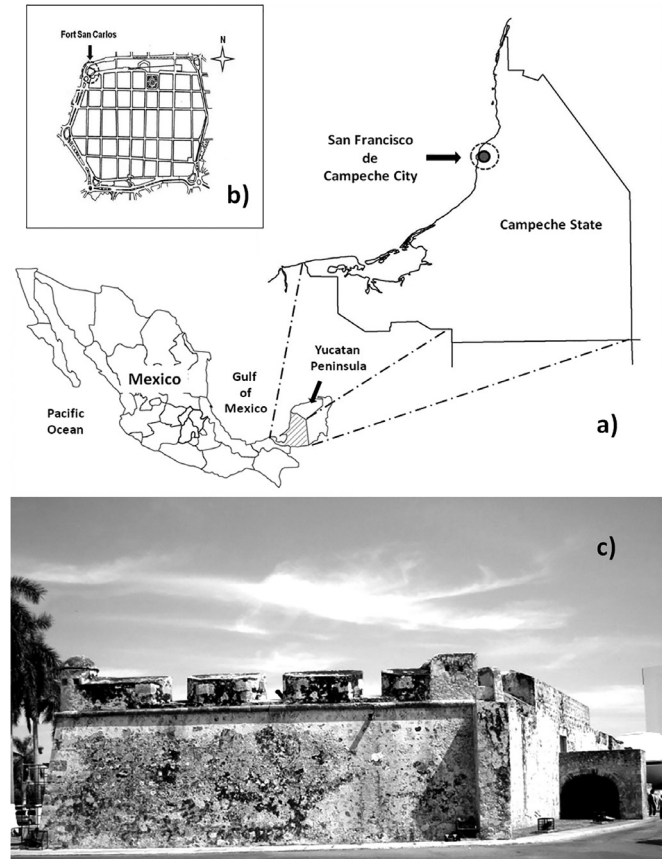 Fort San Carlos
N
b)
San Francisco
de
Campeche City
Campeche State
Yucatan
Peninsula
Mexico
Gulf
of
Mexico
Pacific
Ocean
a)
c)